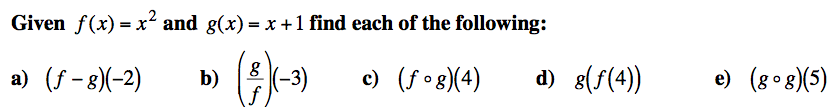 Given f(x) = x² and g(x) = x + 1 find each of the following:
a) (f − g)(−2) b) (g/f)(−3) c) (f ∘ g)(4) d) g(f(4)) e) (g ∘ g)(5)